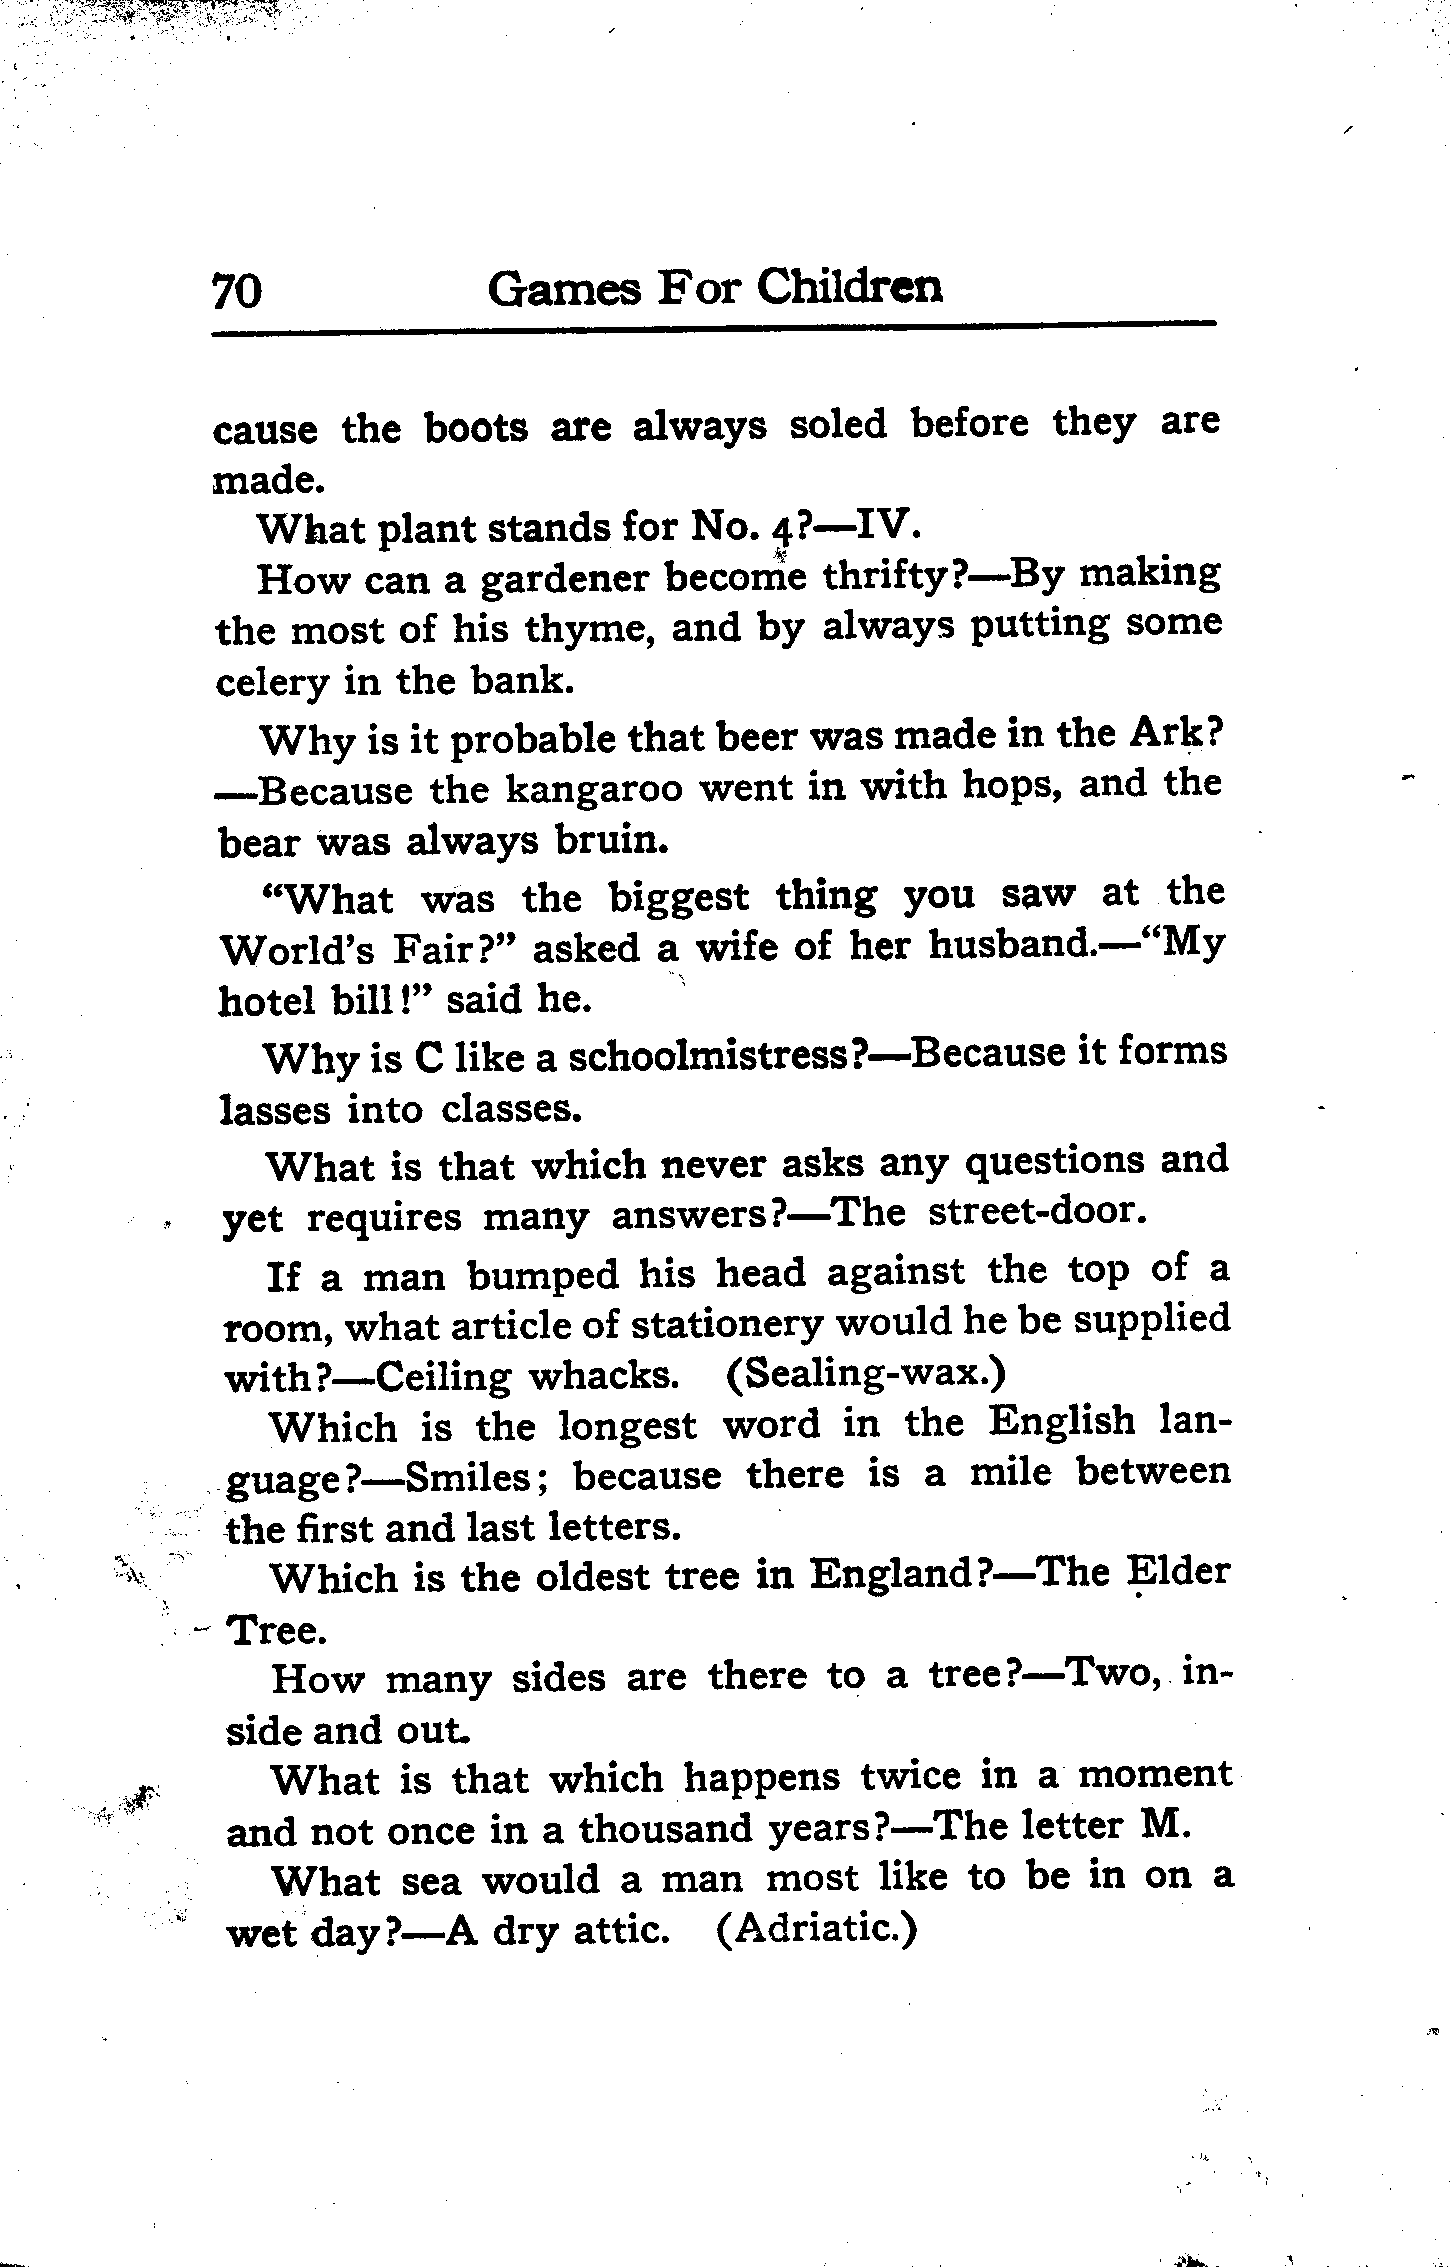 70 Games For Children
cause the boots are always soled before they are
made.
What plant stands for No. 4?—IV.
How can a gardener become thrifty?—By making
the most of his thyme, and by always putting some
celery in the bank.
Why is it probable that beer was made in the Ark?
—Because the kangaroo went in with hops, and the
bear was always bruin.
"What was the biggest thing you saw at the
World's Fair?" asked a wife of her husband.—"My
hotel bill!" said he.
Why is C like a schoolmistress?—Because it forms
lasses into classes.
What is that which never asks any questions and
yet requires many answers?—The street-door.
If a man bumped his head against the top of a
room, what article of stationery would he be supplied
with?—Ceiling whacks. (Sealing-wax.)
Which is the longest word in the English lan-
guage?—Smiles; because there is a mile between
the first and last letters.
Which is the oldest tree in England?—The Elder
Tree.
How many sides are there to a tree?—Two, in-
side and out.
What is that which happens twice in a moment
and not once in a thousand years?—The letter M.
What sea would a man most like to be in on a
wet day?—A dry attic. (Adriatic.)